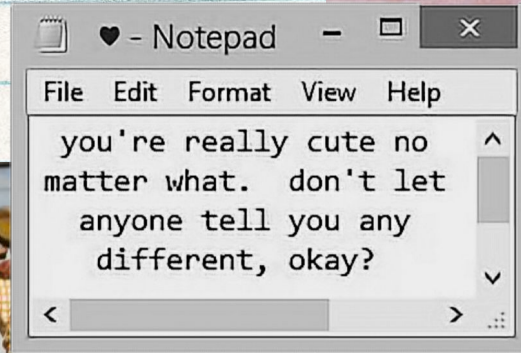 ♥ - Notepad
File Edit Format View Help
you're really cute no
matter what.  don't let
anyone tell you any
different, okay?